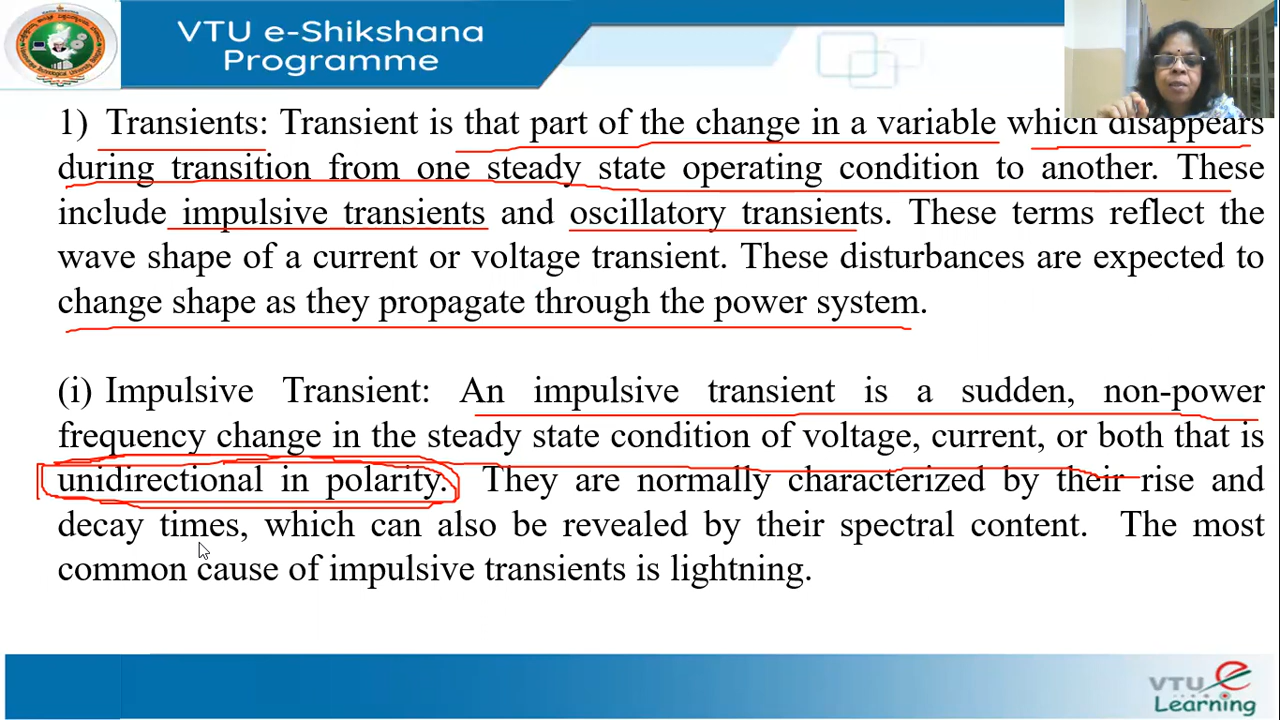 VTU e-Shikshana
Programme
1) Transients: Transient is that part of the change in a variable which disappears
during transition from one steady state operating condition to another. These
include impulsive transients and oscillatory transients. These terms reflect the
wave shape of a current or voltage transient. These disturbances are expected to
change shape as they propagate through the power system.
(i) Impulsive Transient: An impulsive transient is a sudden, non-power
frequency change in the steady state condition of voltage, current, or both that is
unidirectional in polarity. They are normally characterized by their rise and
decay times, which can also be revealed by their spectral content. The most
common cause of impulsive transients is lightning.
VTU e
Learning